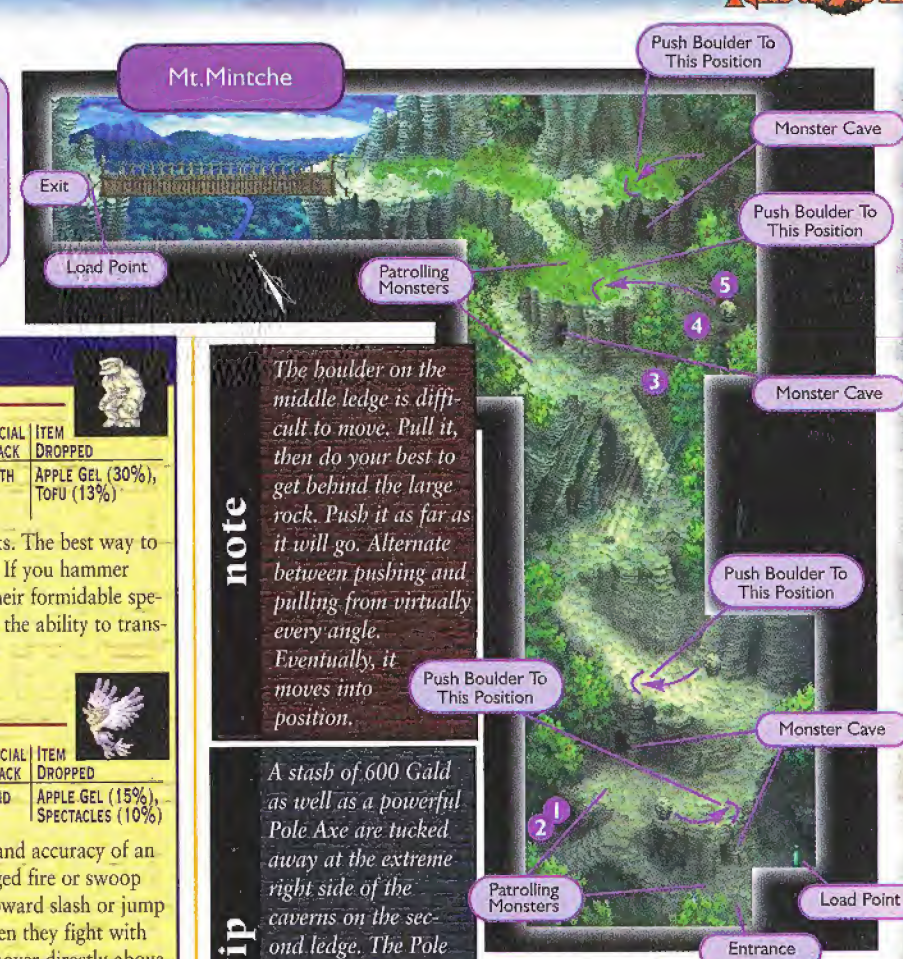 Mt.Mintche
Push Boulder To
This Position
Monster Cave
Exit
Push Boulder To
This Position
Load Point
Patrolling
Monsters
5
4
3
Monster Cave
Push Boulder To
This Position
Push Boulder To
This Position
Monster Cave
1
2
i
Patrolling
Monsters
Load Point
Entrance
CIAL ITEM
ACK DROPPED
TH APPLE GEL (30%),
TOFU (13%)
ts. The best way to
If you hammer
heir formidable spe-
the ability to trans-
CIAL ITEM
ACK DROPPED
ND APPLE GEL (15%),
SPECTACLES (10%)
and accuracy of an
ged fire or swoop
ward slash or jump
en they fight with
hover directly above
note
The boulder on the
middle ledge is diffi-
cult to move. Pull it,
then do your best to
get behind the large
rock. Push it as far as
it will go. Alternate
between pushing and
pulling from virtually
every angle.
Eventually, it
moves into
position.
ip
A stash of 600 Gald
as well as a powerful
Pole Axe are tucked
away at the extreme
right side of the
caverns on the sec-
ond ledge. The Pole